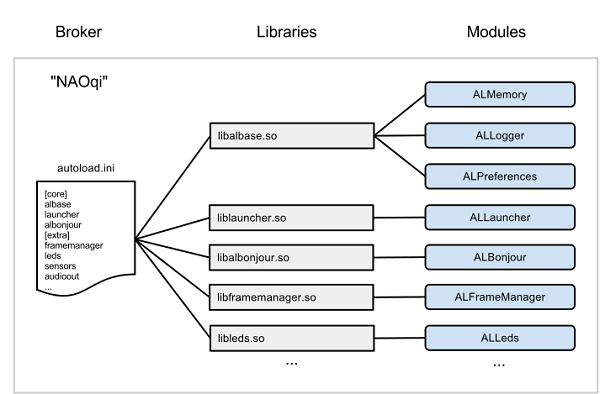 Broker
Libraries
Modules
"NAOqi"
autoload.ini
[core]
albase
launcher
albonjour
[extra]
framemanager
leds
sensors
audioout
...
libalbase.so
liblauncher.so
libalbonjour.so
libframemanager.so
libleds.so
...
ALMemory
ALLogger
ALPreferences
ALLauncher
ALBonjour
ALFrameManager
ALLeds
...